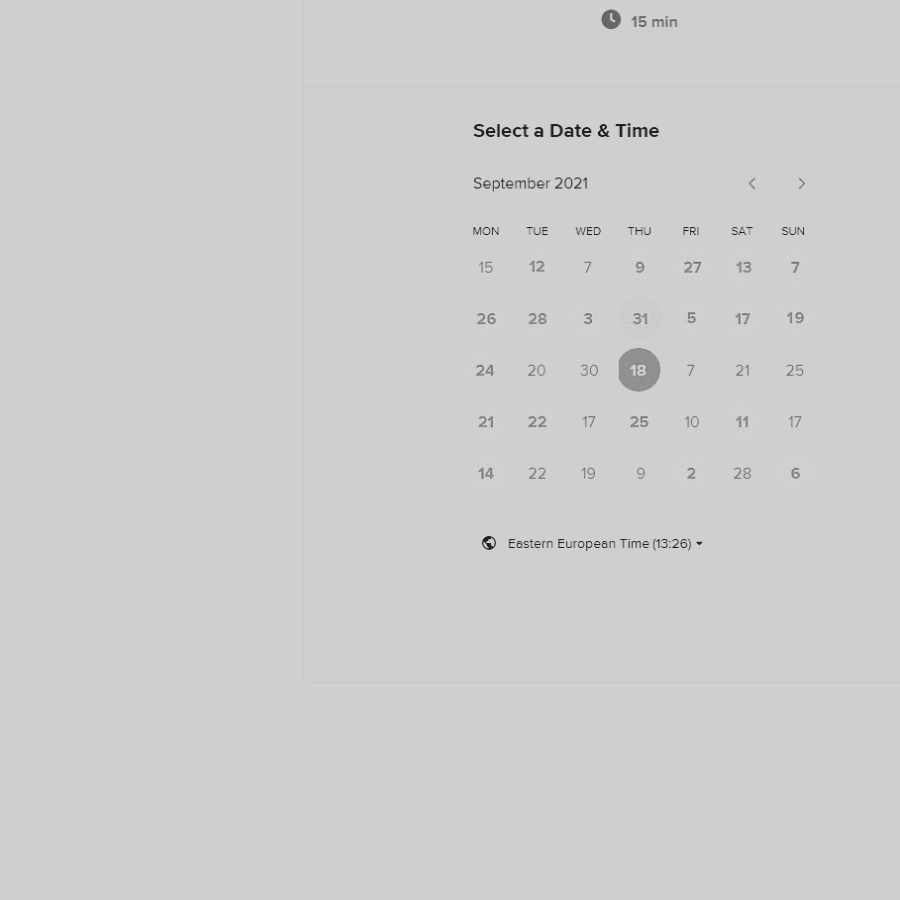 15 min
Select a Date & Time
September 2021
MON TUE WED THU FRI SAT SUN
15 12 7 9 27 13 7
26 28 3 31 5 17 19
24 20 30 18 7 21 25
21 22 17 25 10 11 17
14 22 19 9 2 28 6
Eastern European Time (13:26)